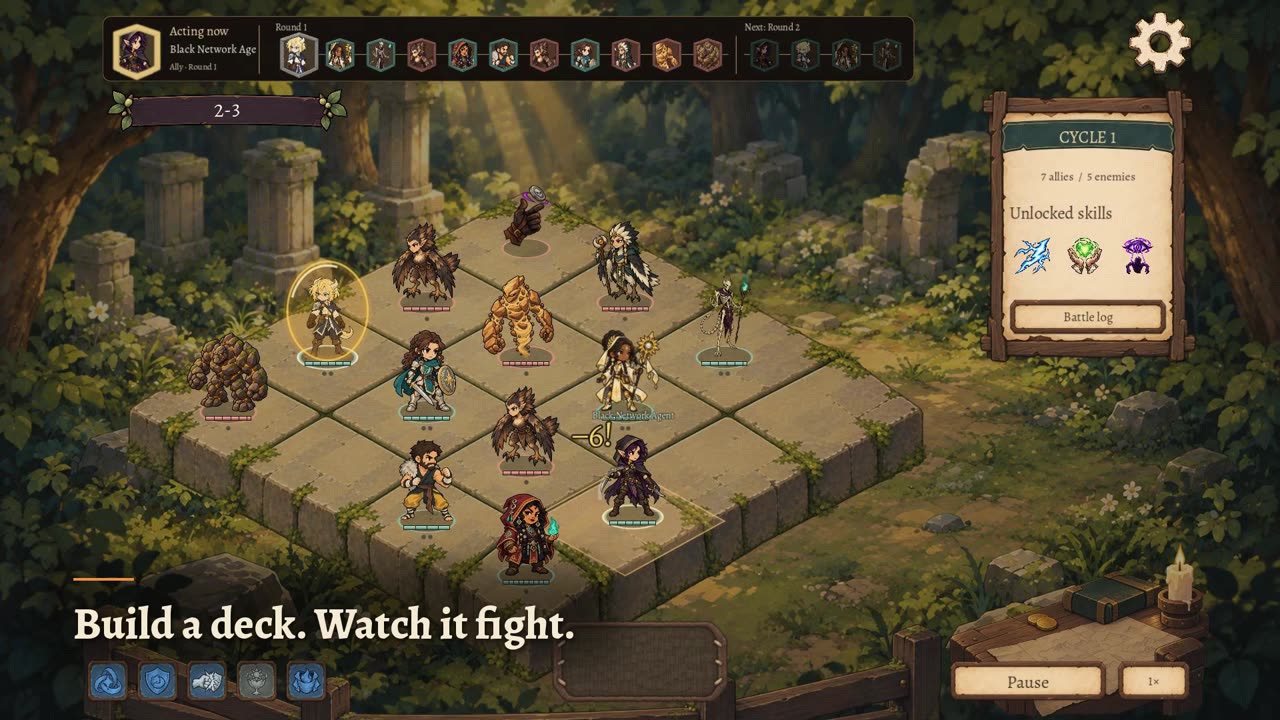 Acting now
Black Network Age
Ally · Round 1
Round 1
Next: Round 2
2-3
CYCLE 1
7 allies / 5 enemies
Unlocked skills
Battle log
Black Network Agent
−6!
Build a deck. Watch it fight.
Pause
1×